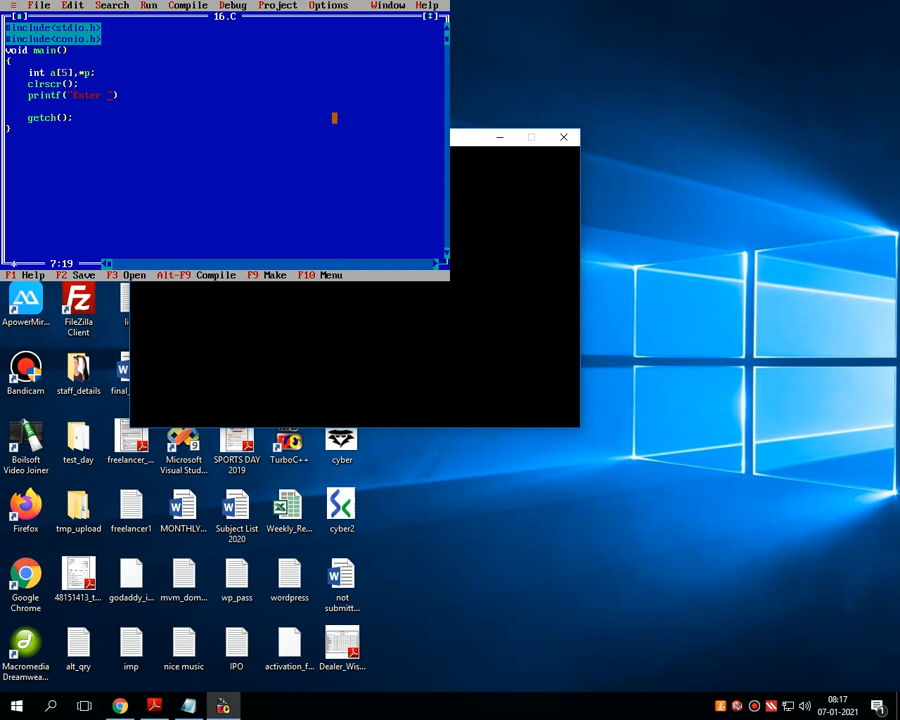 ≡ File Edit Search Run Compile Debug Project Options Window Help
16.C
#include<stdio.h>
#include<conio.h>
void main()
{
int a[5],*p;
clrscr();
printf("Enter _")
getch();
}
7:19
F1 Help F2 Save F3 Open Alt-F9 Compile F9 Make F10 Menu
ApowerMir...
FileZilla
Client
li
Bandicam
staff_details
final_
Boilsoft
Video Joiner
test_day
freelancer_...
Microsoft
Visual Stud...
SPORTS DAY
2019
TurboC++
cyber
Firefox
tmp_upload
freelancer1
MONTHLY...
Subject List
2020
Weekly_Re...
cyber2
Google
Chrome
48151413_t...
godaddy_i...
mvm_dom...
wp_pass
wordpress
not
submitt...
Macromedia
Dreamwea...
alt_qry
imp
nice music
IPO
activation_f...
Dealer_Wis...
08:17
07-01-2021